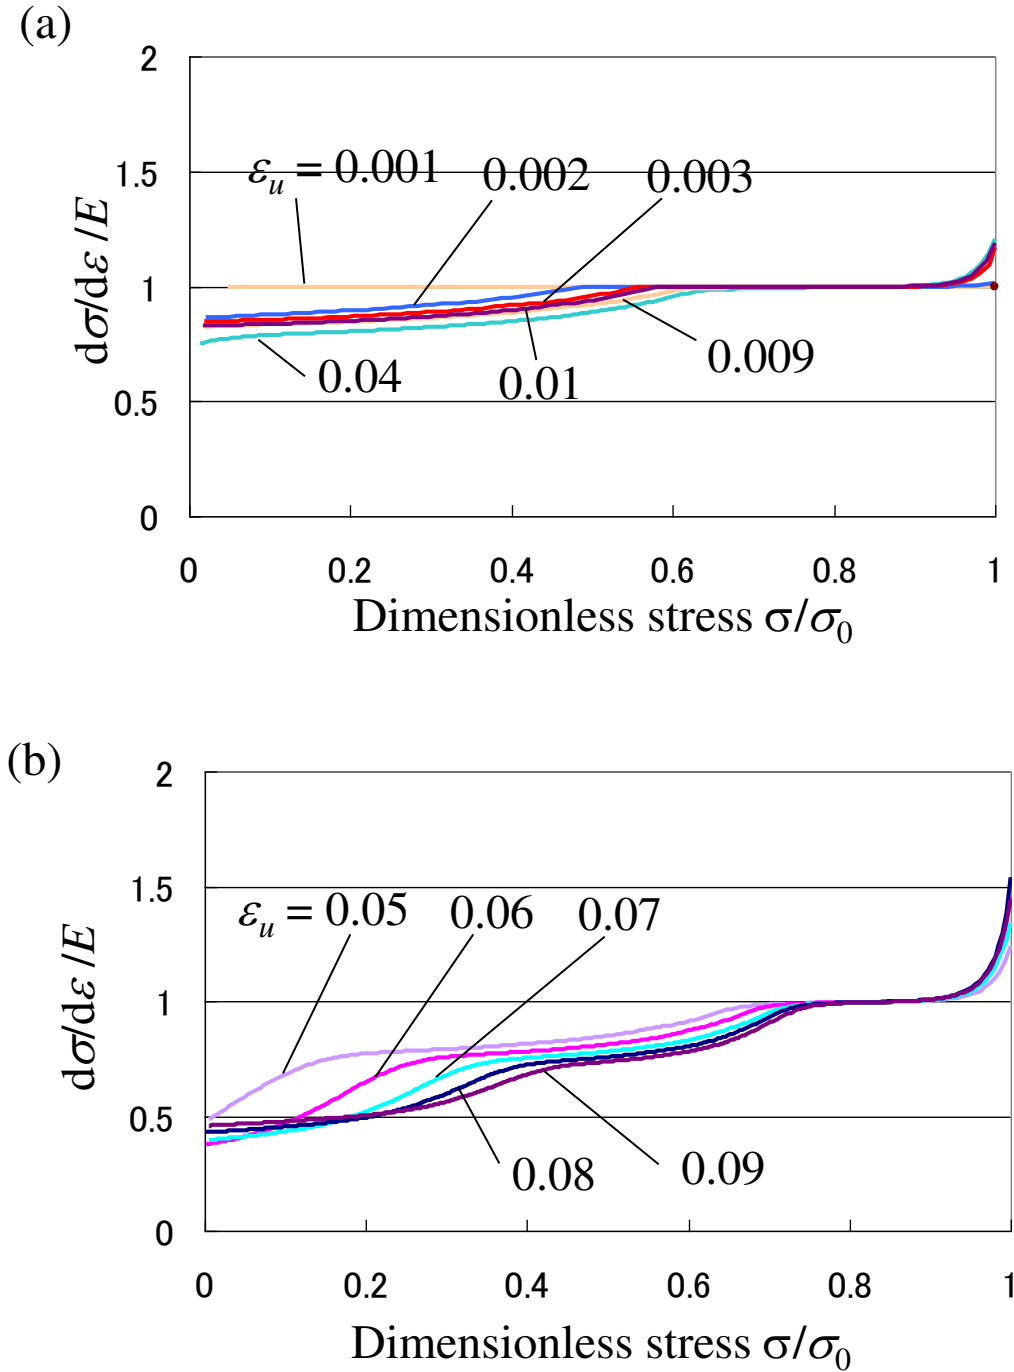 (a)
2
1.5
1
0.5
0
dσ/dε /E
ε_u = 0.001
0.002
0.003
0.04
0.01
0.009
0 0.2 0.4 0.6 0.8 1
Dimensionless stress σ/σ₀
(b)
2
1.5
1
0.5
0
dσ/dε /E
ε_u = 0.05
0.06
0.07
0.08
0.09
0 0.2 0.4 0.6 0.8 1
Dimensionless stress σ/σ₀